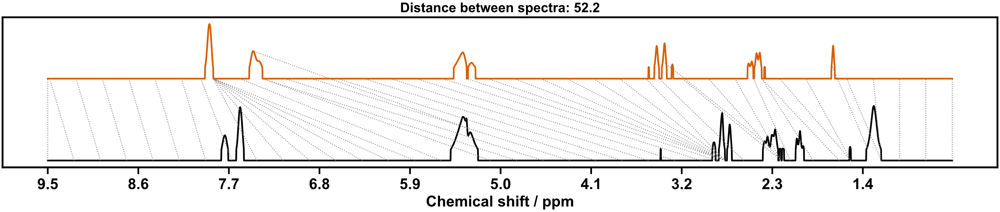 Distance between spectra: 52.2
9.5 8.6 7.7 6.8 5.9 5.0 4.1 3.2 2.3 1.4
Chemical shift / ppm